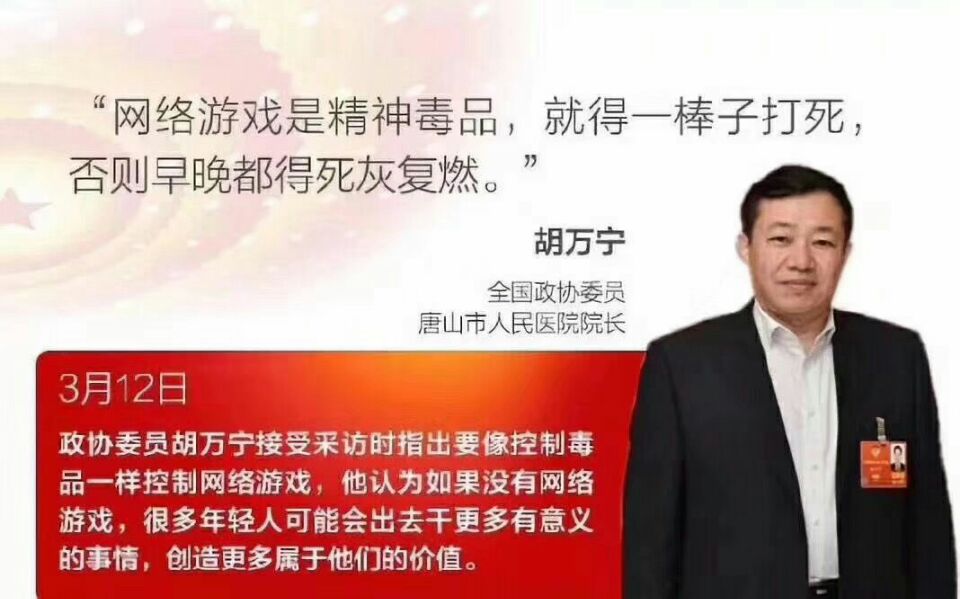 “网络游戏是精神毒品，就得一棒子打死，
否则早晚都得死灰复燃。”
胡万宁
全国政协委员
唐山市人民医院院长
3月12日
政协委员胡万宁接受采访时指出要像控制毒
品一样控制网络游戏，他认为如果没有网络
游戏，很多年轻人可能会出去干更多有意义
的事情，创造更多属于他们的价值。